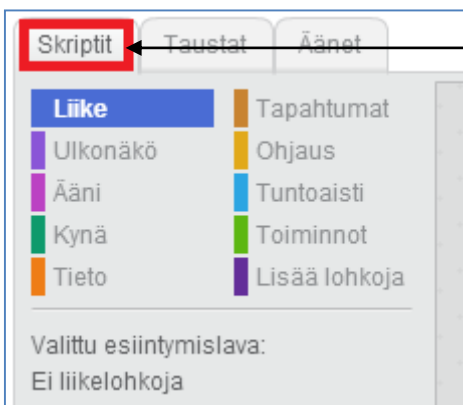 Skriptit Taustat Äänet
Liike Tapahtumat
Ulkonäkö Ohjaus
Ääni Tuntoaisti
Kynä Toiminnot
Tieto Lisää lohkoja
Valittu esiintymislava:
Ei liikelohkoja